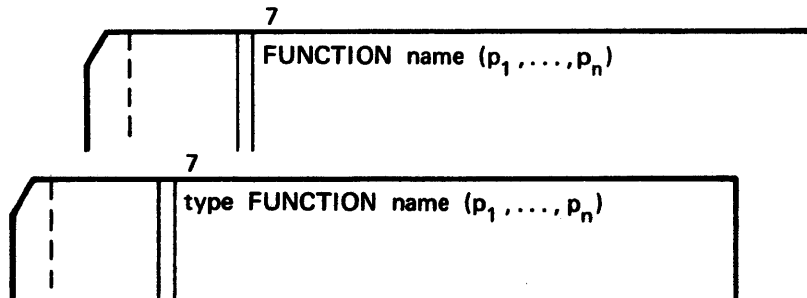 7
FUNCTION name (p₁,...,pₙ)
7
type FUNCTION name (p₁,...,pₙ)